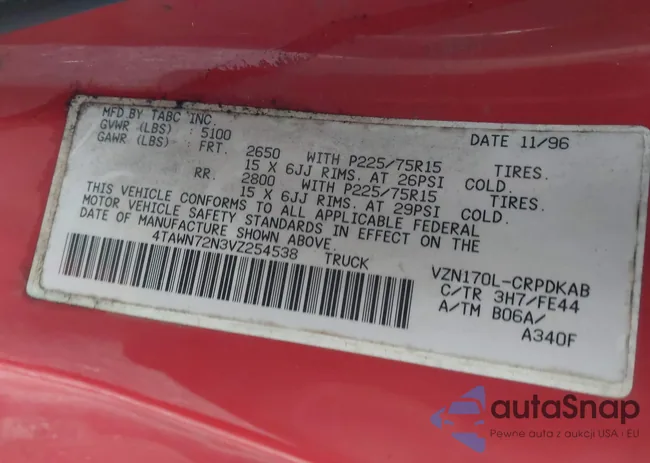 MFD.BY TABC INC. DATE 11/96
GVWR (LBS) : 5100
GAWR (LBS) : FRT. 2650 WITH P225/75R15 TIRES.
15 X 6JJ RIMS. AT 26PSI COLD.
RR. 2800 WITH P225/75R15 TIRES.
15 X 6JJ RIMS. AT 29PSI COLD.
THIS VEHICLE CONFORMS TO ALL APPLICABLE FEDERAL
MOTOR VEHICLE SAFETY STANDARDS IN EFFECT ON THE
DATE OF MANUFACTURE SHOWN ABOVE.
4TAWN72N3VZ254538 TRUCK
VZN170L-CRPDKAB
C/TR 3H7/FE44
A/TM B06A/
A340F
autaSnap
Pewne auta z aukcji USA i EU